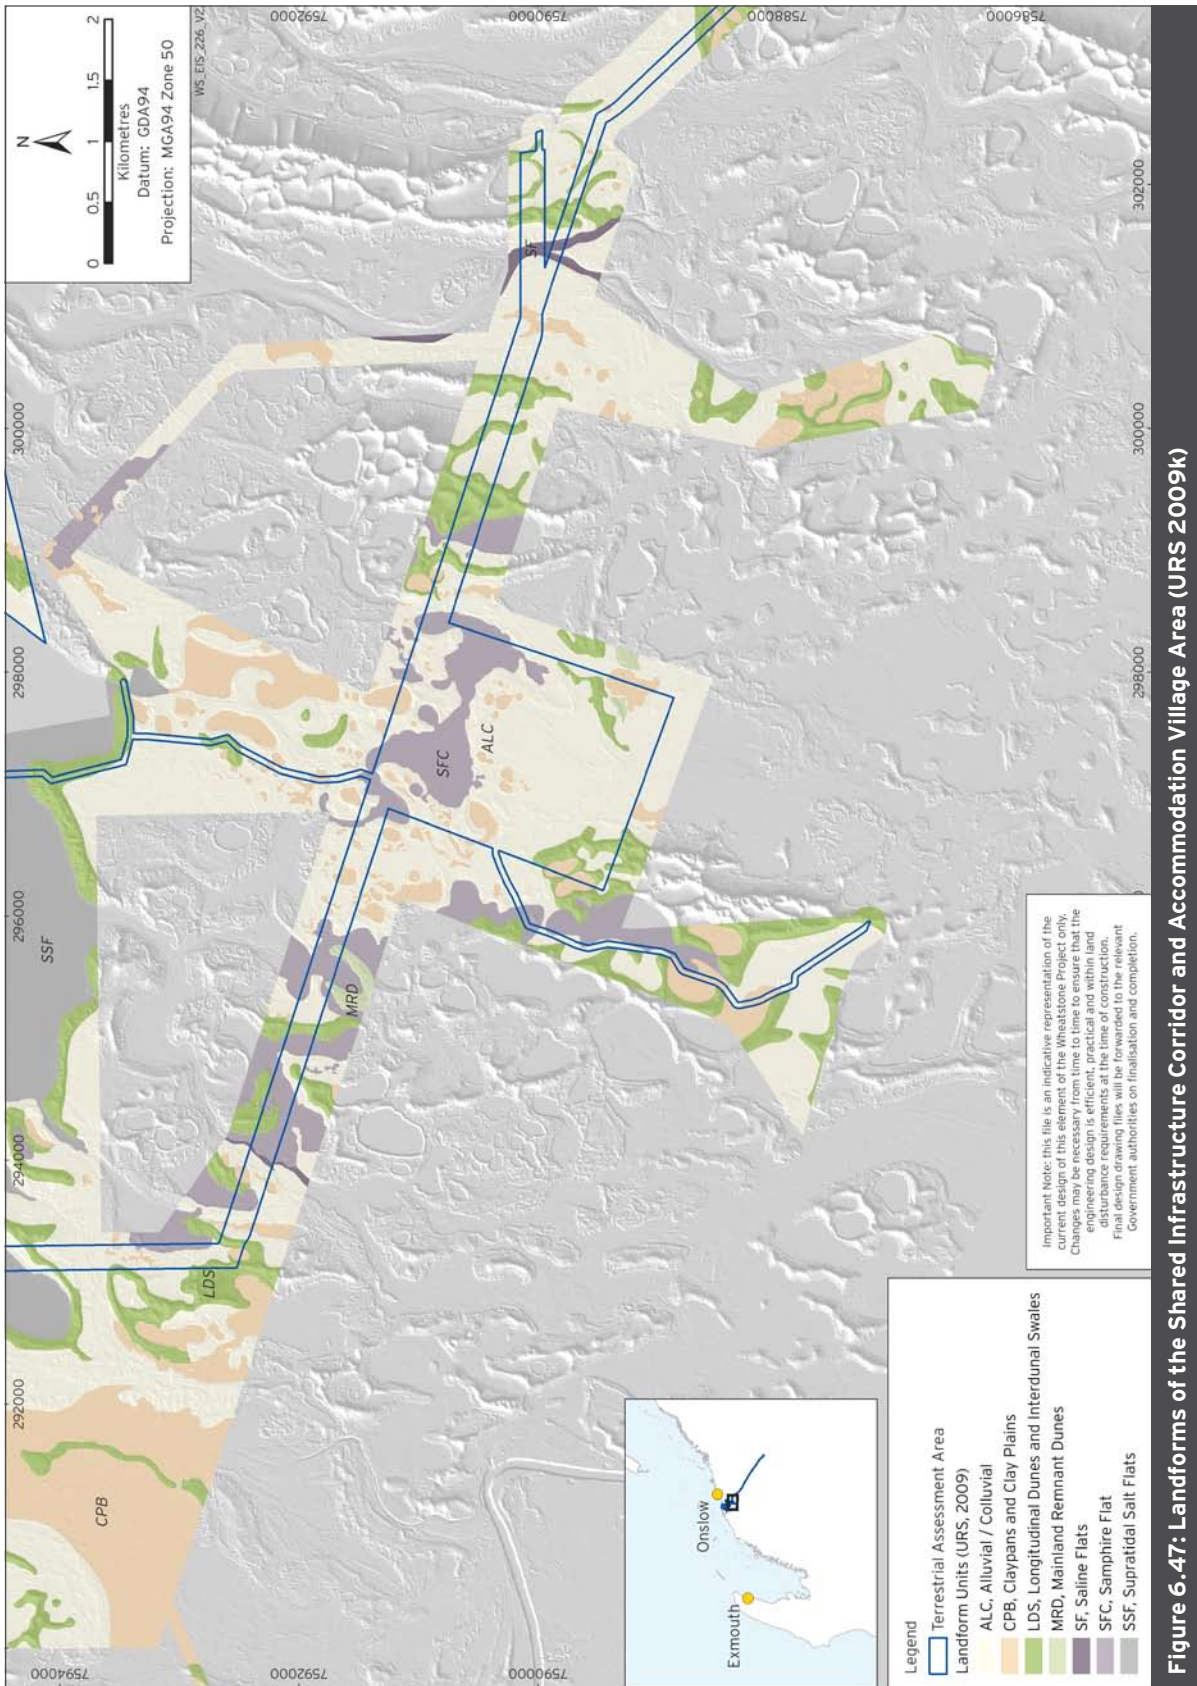 N
0 0.5 1 1.5 2
Kilometres
Datum: GDA94
Projection: MGA94 Zone 50
WS_EIS_226_V2
292000
294000
296000
298000
300000
302000
7594000
7592000
7590000
7592000
7590000
7588000
7586000
298000
300000
302000
CPB
LDS
SSF
MRD
SFC
ALC
SF
Exmouth
Onslow
Legend
Terrestrial Assessment Area
Landform Units (URS, 2009)
ALC, Alluvial / Colluvial
CPB, Claypans and Clay Plains
LDS, Longitudinal Dunes and Interdunal Swales
MRD, Mainland Remnant Dunes
SF, Saline Flats
SFC, Samphire Flat
SSF, Supratidal Salt Flats
Important Note: this file is an indicative representation of the
current design of this element of the Wheatstone Project only.
Changes may be necessary from time to time to ensure that the
engineering design is efficient, practical and within land
disturbance requirements at the time of construction.
Final design drawing files will be forwarded to the relevant
Government authorities on finalisation and completion.
Figure 6.47: Landforms of the Shared Infrastructure Corridor and Accommodation Village Area (URS 2009k)